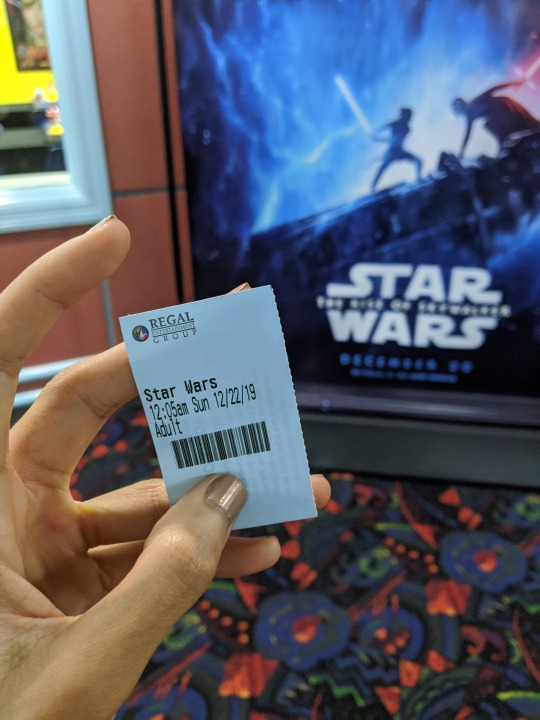 REGAL
ENTERTAINMENT
GROUP
Star Wars
12:05am Sun 12/22/19
Adult
STAR
THE RISE OF SKYWALKER
WARS
DECEMBER 20